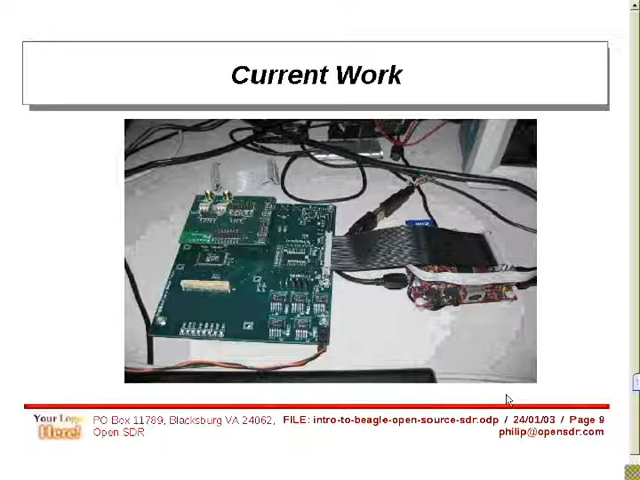 Current Work
Your Logo
Here!
PO Box 11789, Blacksburg VA 24062,
Open SDR
FILE: intro-to-beagle-open-source-sdr.odp / 24/01/03 / Page 9
philip@opensdr.com